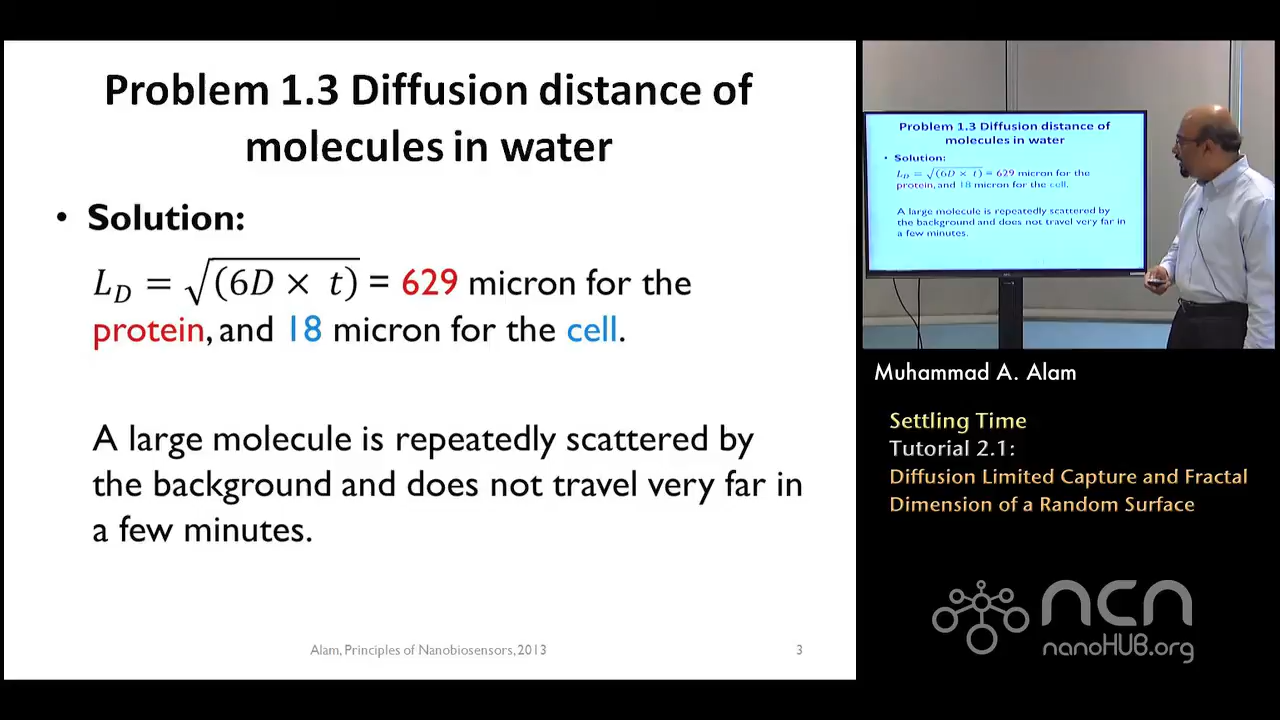 Problem 1.3 Diffusion distance of
molecules in water
• Solution:
L_D = √(6D × t) = 629 micron for the
protein, and 18 micron for the cell.
A large molecule is repeatedly scattered by
the background and does not travel very far in
a few minutes.
Alam, Principles of Nanobiosensors, 2013
3
Problem 1.3 Diffusion distance of
molecules in water
• Solution:
L_D = √(6D × t) = 629 micron for the
protein, and 18 micron for the cell.
A large molecule is repeatedly scattered by
the background and does not travel very far in
a few minutes.
Muhammad A. Alam
Settling Time
Tutorial 2.1:
Diffusion Limited Capture and Fractal
Dimension of a Random Surface
ncn
nanoHUB.org